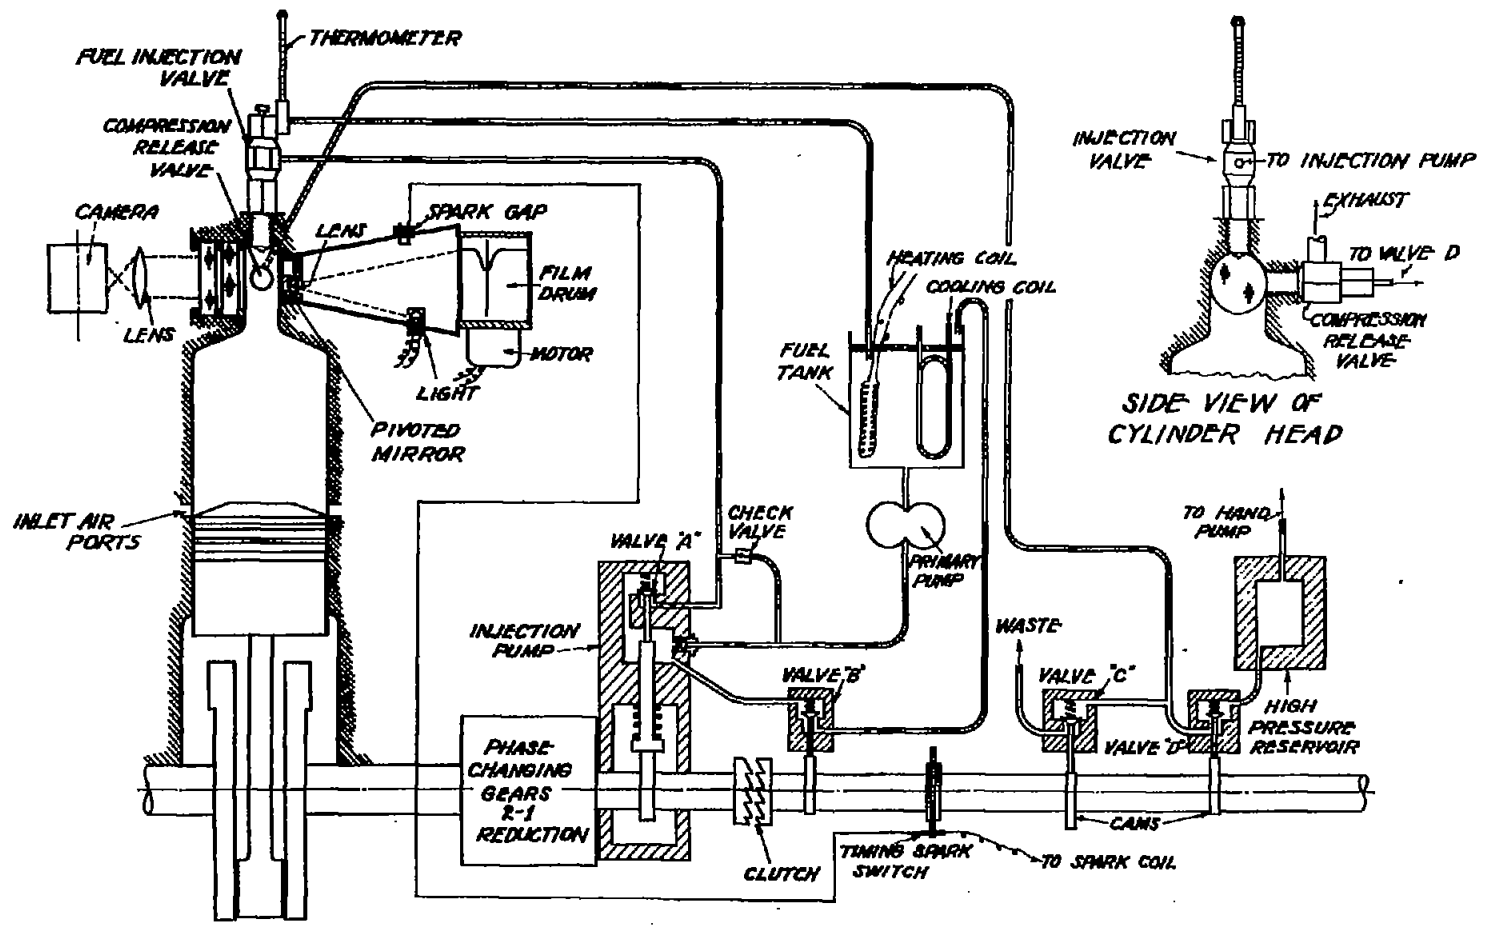 THERMOMETER
FUEL INJECTION
VALVE
COMPRESSION
RELEASE
VALVE
CAMERA
LENS
SPARK GAP
LENS
FILM
DRUM
MOTOR
LIGHT
PIVOTED
MIRROR
INLET AIR
PORTS
HEATING COIL
COOLING COIL
FUEL
TANK
PRIMARY
PUMP
CHECK
VALVE
VALVE "A"
INJECTION
PUMP
VALVE "B"
WASTE
VALVE "C"
VALVE "D"
TO HAND
PUMP
HIGH
PRESSURE
RESERVOIR
PHASE
CHANGING
GEARS
2-1
REDUCTION
CLUTCH
TIMING SPARK
SWITCH
TO SPARK COIL
CAMS
INJECTION
VALVE
TO INJECTION PUMP
EXHAUST
TO VALVE D
COMPRESSION
RELEASE
VALVE
SIDE VIEW OF
CYLINDER HEAD